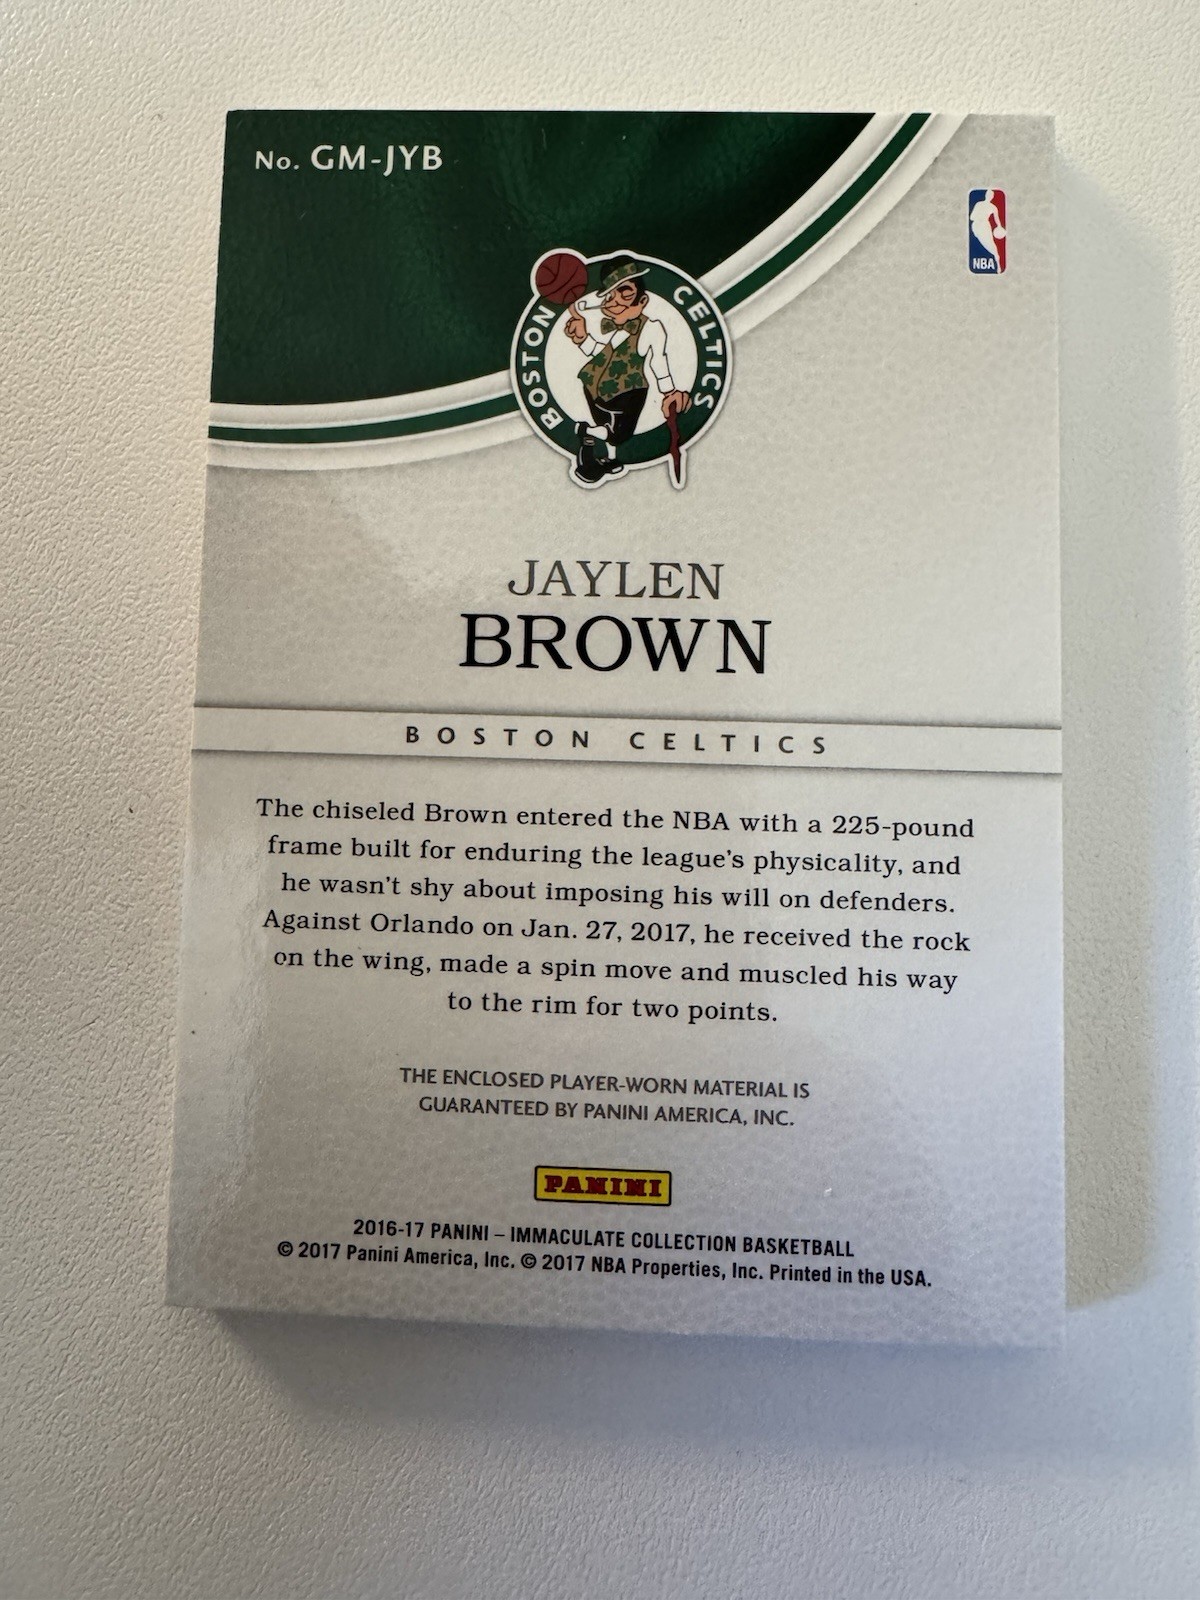 No. GM-JYB
NBA
BOSTON CELTICS
JAYLEN
BROWN
BOSTON CELTICS
The chiseled Brown entered the NBA with a 225-pound
frame built for enduring the league's physicality, and
he wasn't shy about imposing his will on defenders.
Against Orlando on Jan. 27, 2017, he received the rock
on the wing, made a spin move and muscled his way
to the rim for two points.
THE ENCLOSED PLAYER-WORN MATERIAL IS
GUARANTEED BY PANINI AMERICA, INC.
PANINI
2016-17 PANINI – IMMACULATE COLLECTION BASKETBALL
© 2017 Panini America, Inc. © 2017 NBA Properties, Inc. Printed in the USA.